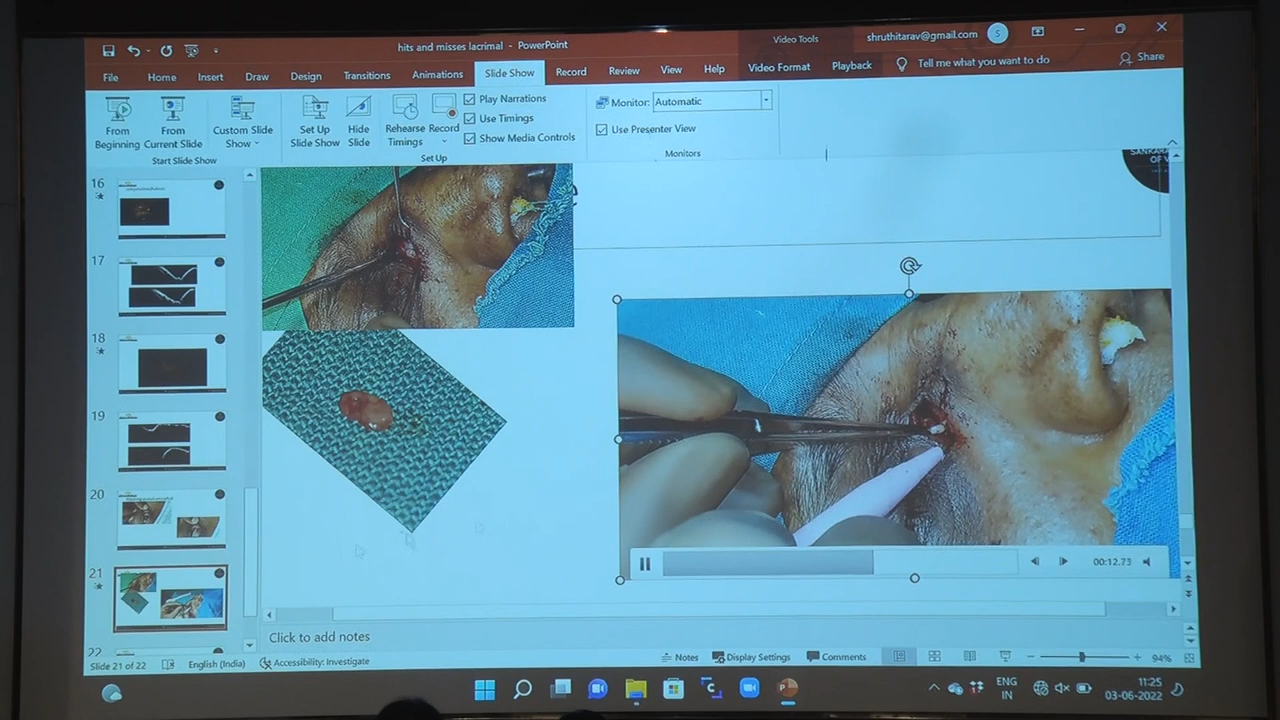 hits and misses lacrimal - PowerPoint
Video Tools
shruthitarav@gmail.com
S
File Home Insert Draw Design Transitions Animations Slide Show Record Review View Help Video Format Playback Tell me what you want to do Share
From Beginning
From Current Slide
Custom Slide Show
Set Up Slide Show
Hide Slide
Rehearse Timings
Record
Play Narrations
Use Timings
Show Media Controls
Monitor: Automatic
Use Presenter View
Start Slide Show
Set Up
Monitors
OF V
16
17
18
19
20
21
22
00:12.73
Click to add notes
Slide 21 of 22 English (India) Accessibility: Investigate Notes Display Settings Comments 94%
ENG
IN
11:25
03-06-2022